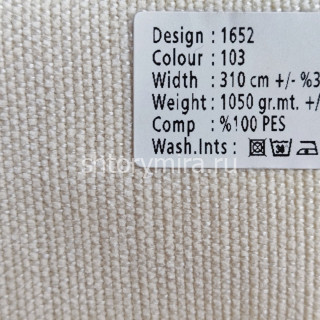 Design : 1652
Colour : 103
Width : 310 cm +/- %3
Weight : 1050 gr.mt. +/
Comp : %100 PES
Wash.Ints : 30
shtorymira.ru